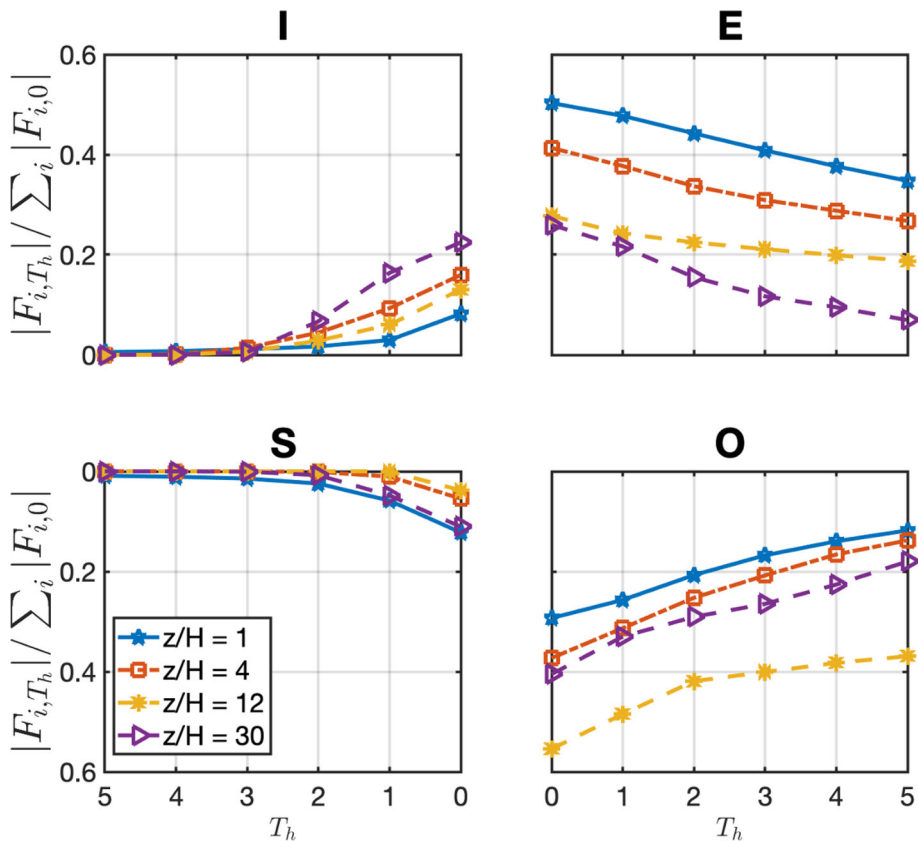 I
E
|F_{i,T_h}| / \sum_i |F_{i,0}|
0.6
0.4
0.2
0
0 1 2 3 4 5
S
O
|F_{i,T_h}| / \sum_i |F_{i,0}|
0
0.2
0.4
0.6
z/H = 1
z/H = 4
z/H = 12
z/H = 30
5 4 3 2 1 0
0 1 2 3 4 5
T_h
T_h